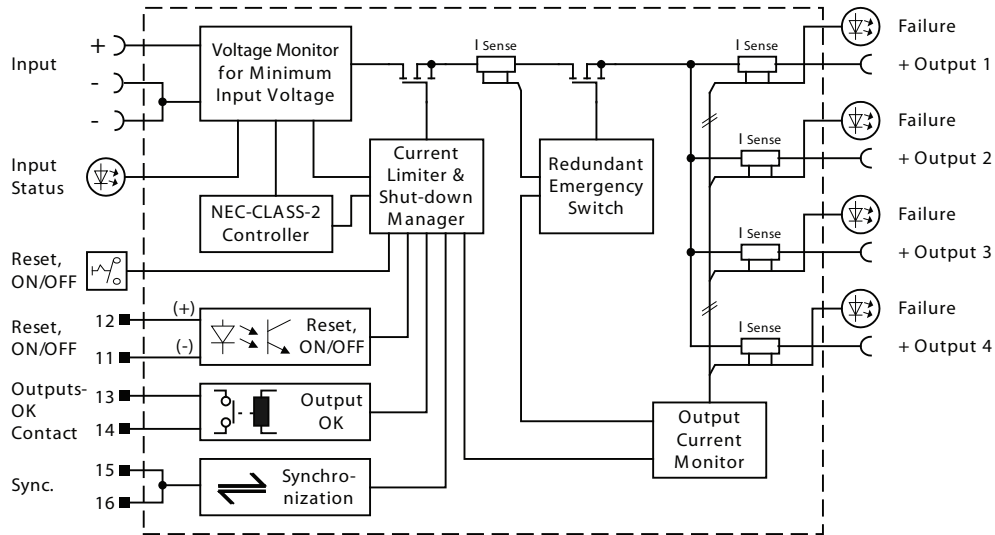 Input
+
-
-
Voltage Monitor
for Minimum
Input Voltage
I Sense
I Sense
Failure
+ Output 1
Input
Status
NEC-CLASS-2
Controller
Current
Limiter &
Shut-down
Manager
Redundant
Emergency
Switch
I Sense
Failure
+ Output 2
Reset,
ON/OFF
I Sense
Failure
+ Output 3
Reset,
ON/OFF
12
(+)
11
(-)
Reset,
ON/OFF
I Sense
Failure
+ Output 4
Outputs-
OK
Contact
13
14
Output
OK
Output
Current
Monitor
Sync.
15
16
Synchro-
nization